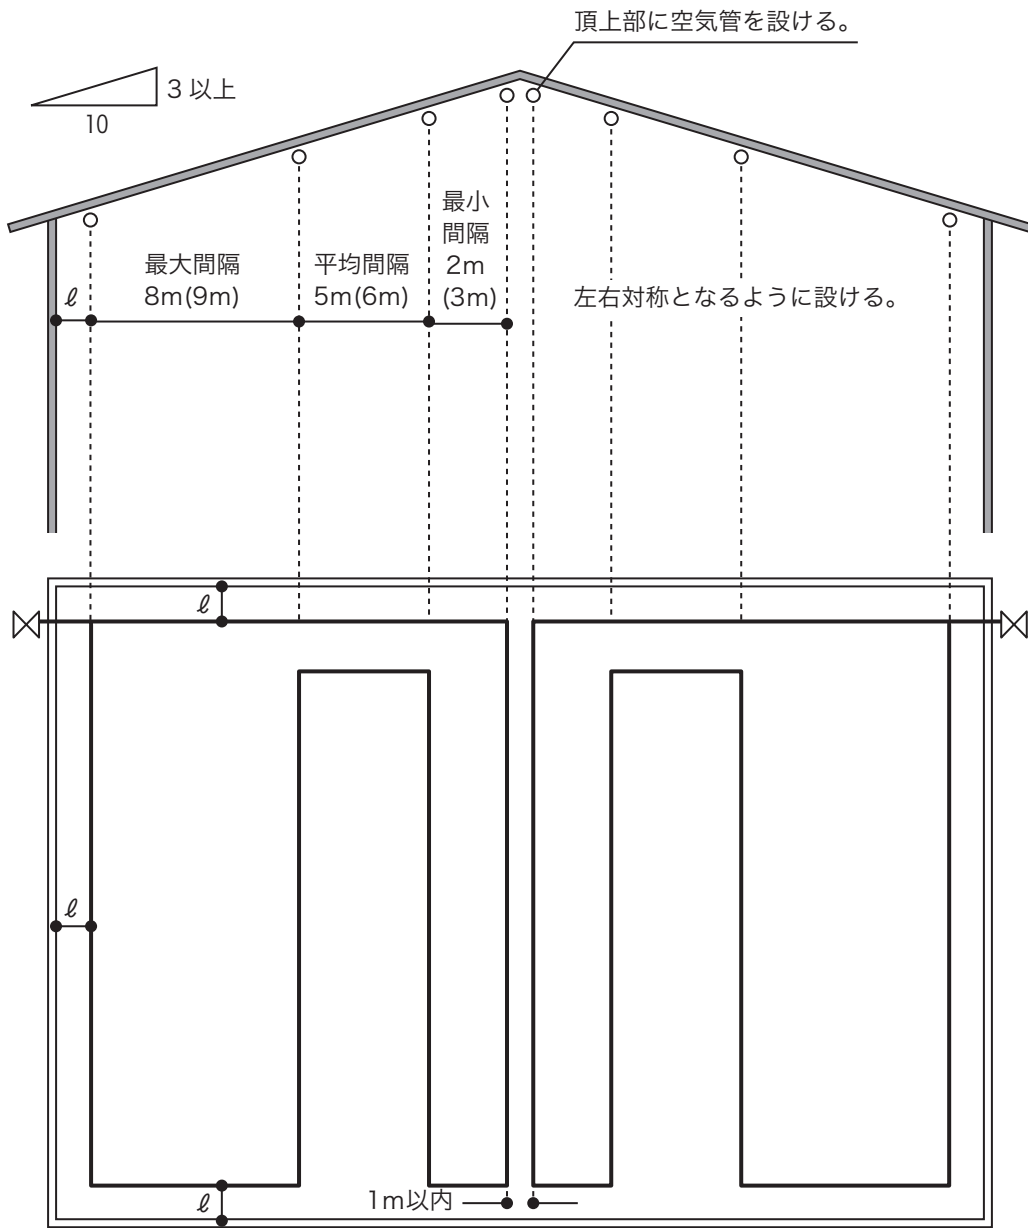 頂上部に空気管を設ける。
3 以上
10
最小
間隔
2m
(3m)
最大間隔
8m(9m)
平均間隔
5m(6m)
左右対称となるように設ける。
ℓ
ℓ
ℓ
ℓ
1m以内